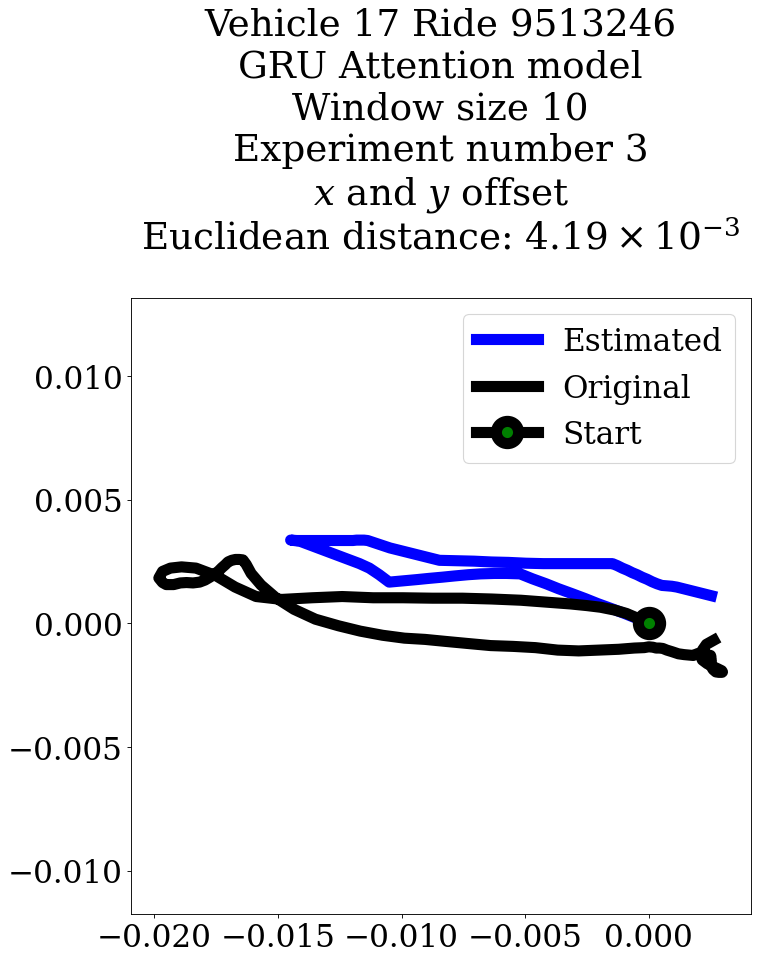 Vehicle 17 Ride 9513246
GRU Attention model
Window size 10
Experiment number 3
x and y offset
Euclidean distance: 4.19 × 10⁻³
Estimated
Original
Start
0.010
0.005
0.000
−0.005
−0.010
−0.020 −0.015 −0.010 −0.005 0.000